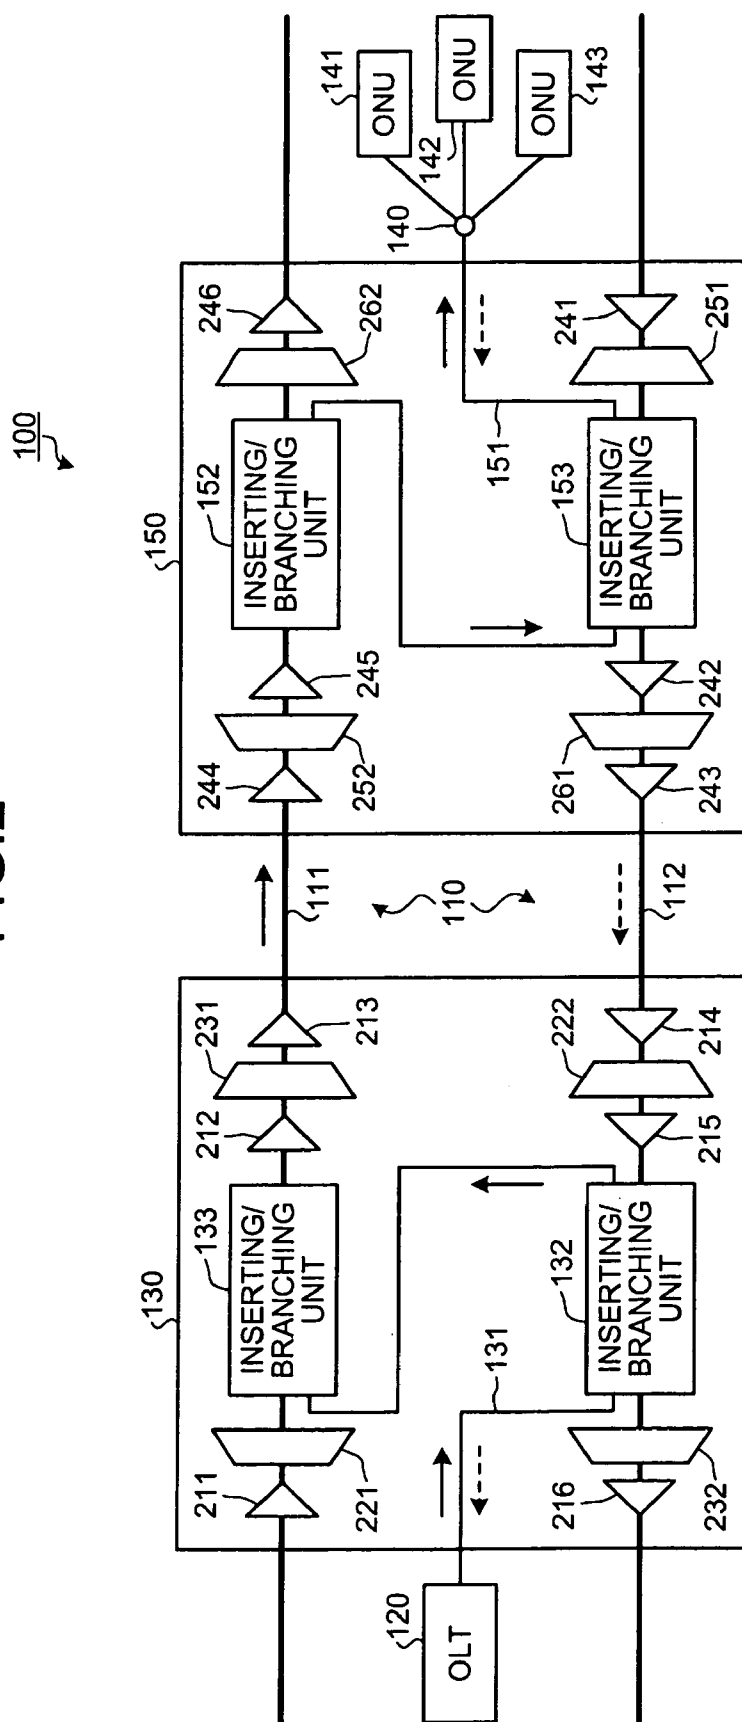 100
130
211
221
133
INSERTING/
BRANCHING
UNIT
212
231
213
111
110
112
120
OLT
131
132
INSERTING/
BRANCHING
UNIT
216
232
215
222
214
150
244
252
245
152
INSERTING/
BRANCHING
UNIT
262
246
243
261
242
153
INSERTING/
BRANCHING
UNIT
151
241
251
140
141
ONU
142
ONU
143
ONU